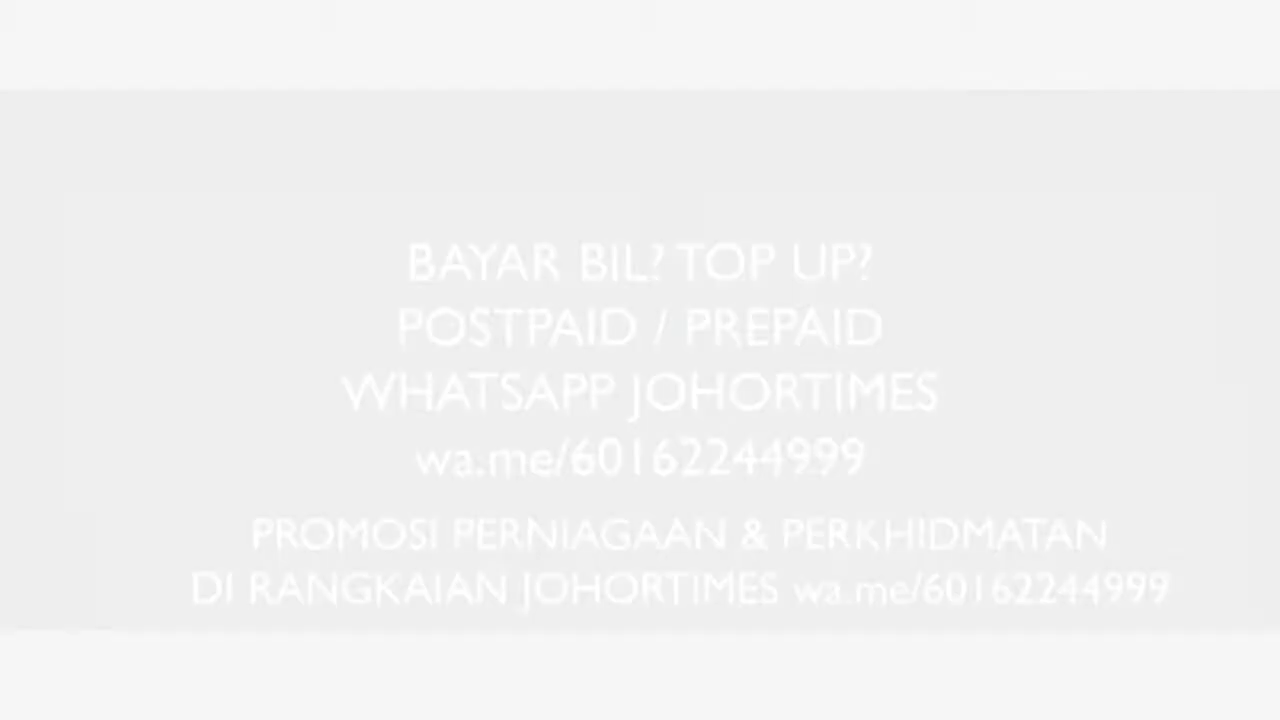 BAYAR BIL? TOP UP?
POSTPAID / PREPAID
WHATSAPP JOHORTIMES
wa.me/60162244999
PROMOSI PERNIAGAAN & PERKHIDMATAN
DI RANGKAIAN JOHORTIMES wa.me/60162244999